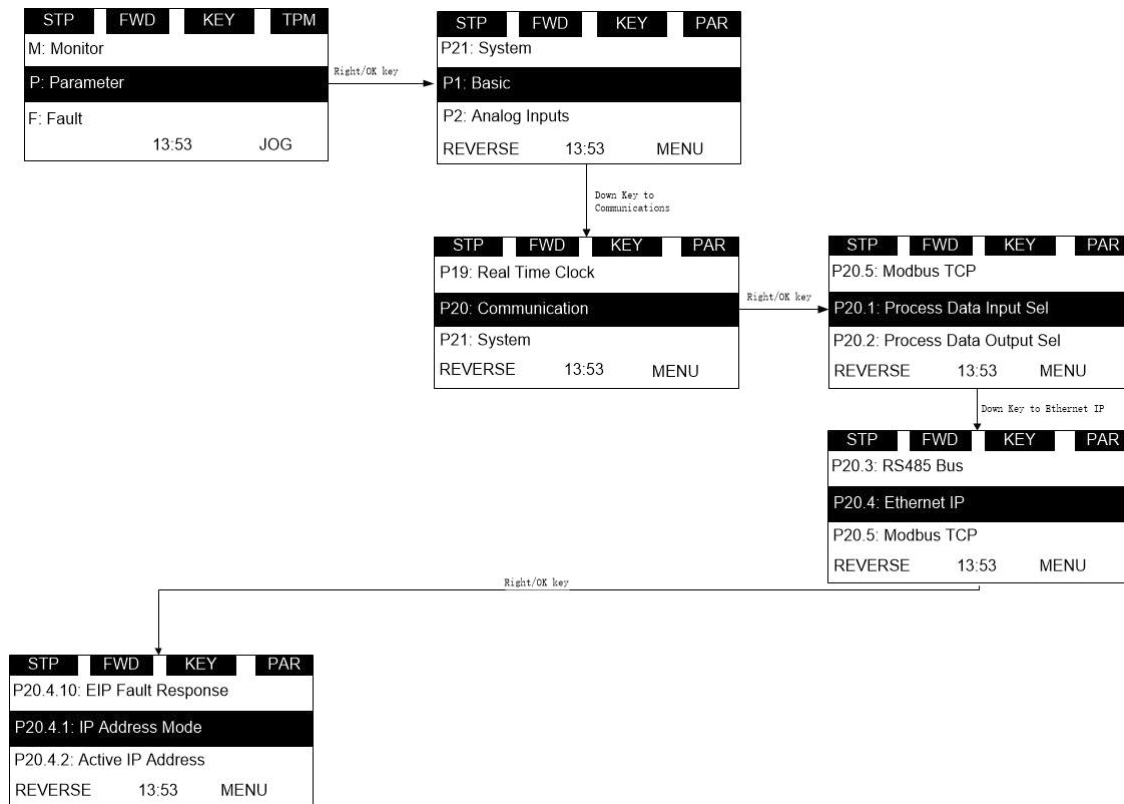 STP FWD KEY TPM
M: Monitor
P: Parameter
F: Fault
13:53 JOG
Right/OK key
STP FWD KEY PAR
P21: System
P1: Basic
P2: Analog Inputs
REVERSE 13:53 MENU
Down Key to
Communications
STP FWD KEY PAR
P19: Real Time Clock
P20: Communication
P21: System
REVERSE 13:53 MENU
Right/OK key
STP FWD KEY PAR
P20.5: Modbus TCP
P20.1: Process Data Input Sel
P20.2: Process Data Output Sel
REVERSE 13:53 MENU
Down Key to Ethernet IP
STP FWD KEY PAR
P20.3: RS485 Bus
P20.4: Ethernet IP
P20.5: Modbus TCP
REVERSE 13:53 MENU
Right/OK key
STP FWD KEY PAR
P20.4.10: EIP Fault Response
P20.4.1: IP Address Mode
P20.4.2: Active IP Address
REVERSE 13:53 MENU